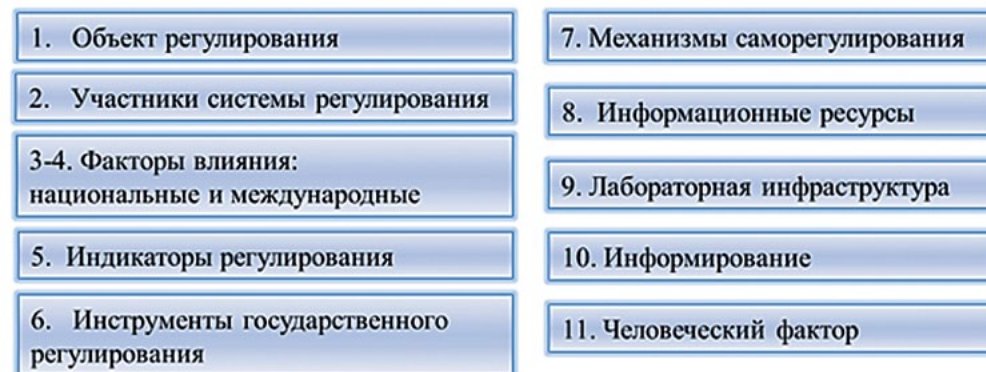 1. Объект регулирования
2. Участники системы регулирования
3-4. Факторы влияния:
национальные и международные
5. Индикаторы регулирования
6. Инструменты государственного
регулирования
7. Механизмы саморегулирования
8. Информационные ресурсы
9. Лабораторная инфраструктура
10. Информирование
11. Человеческий фактор